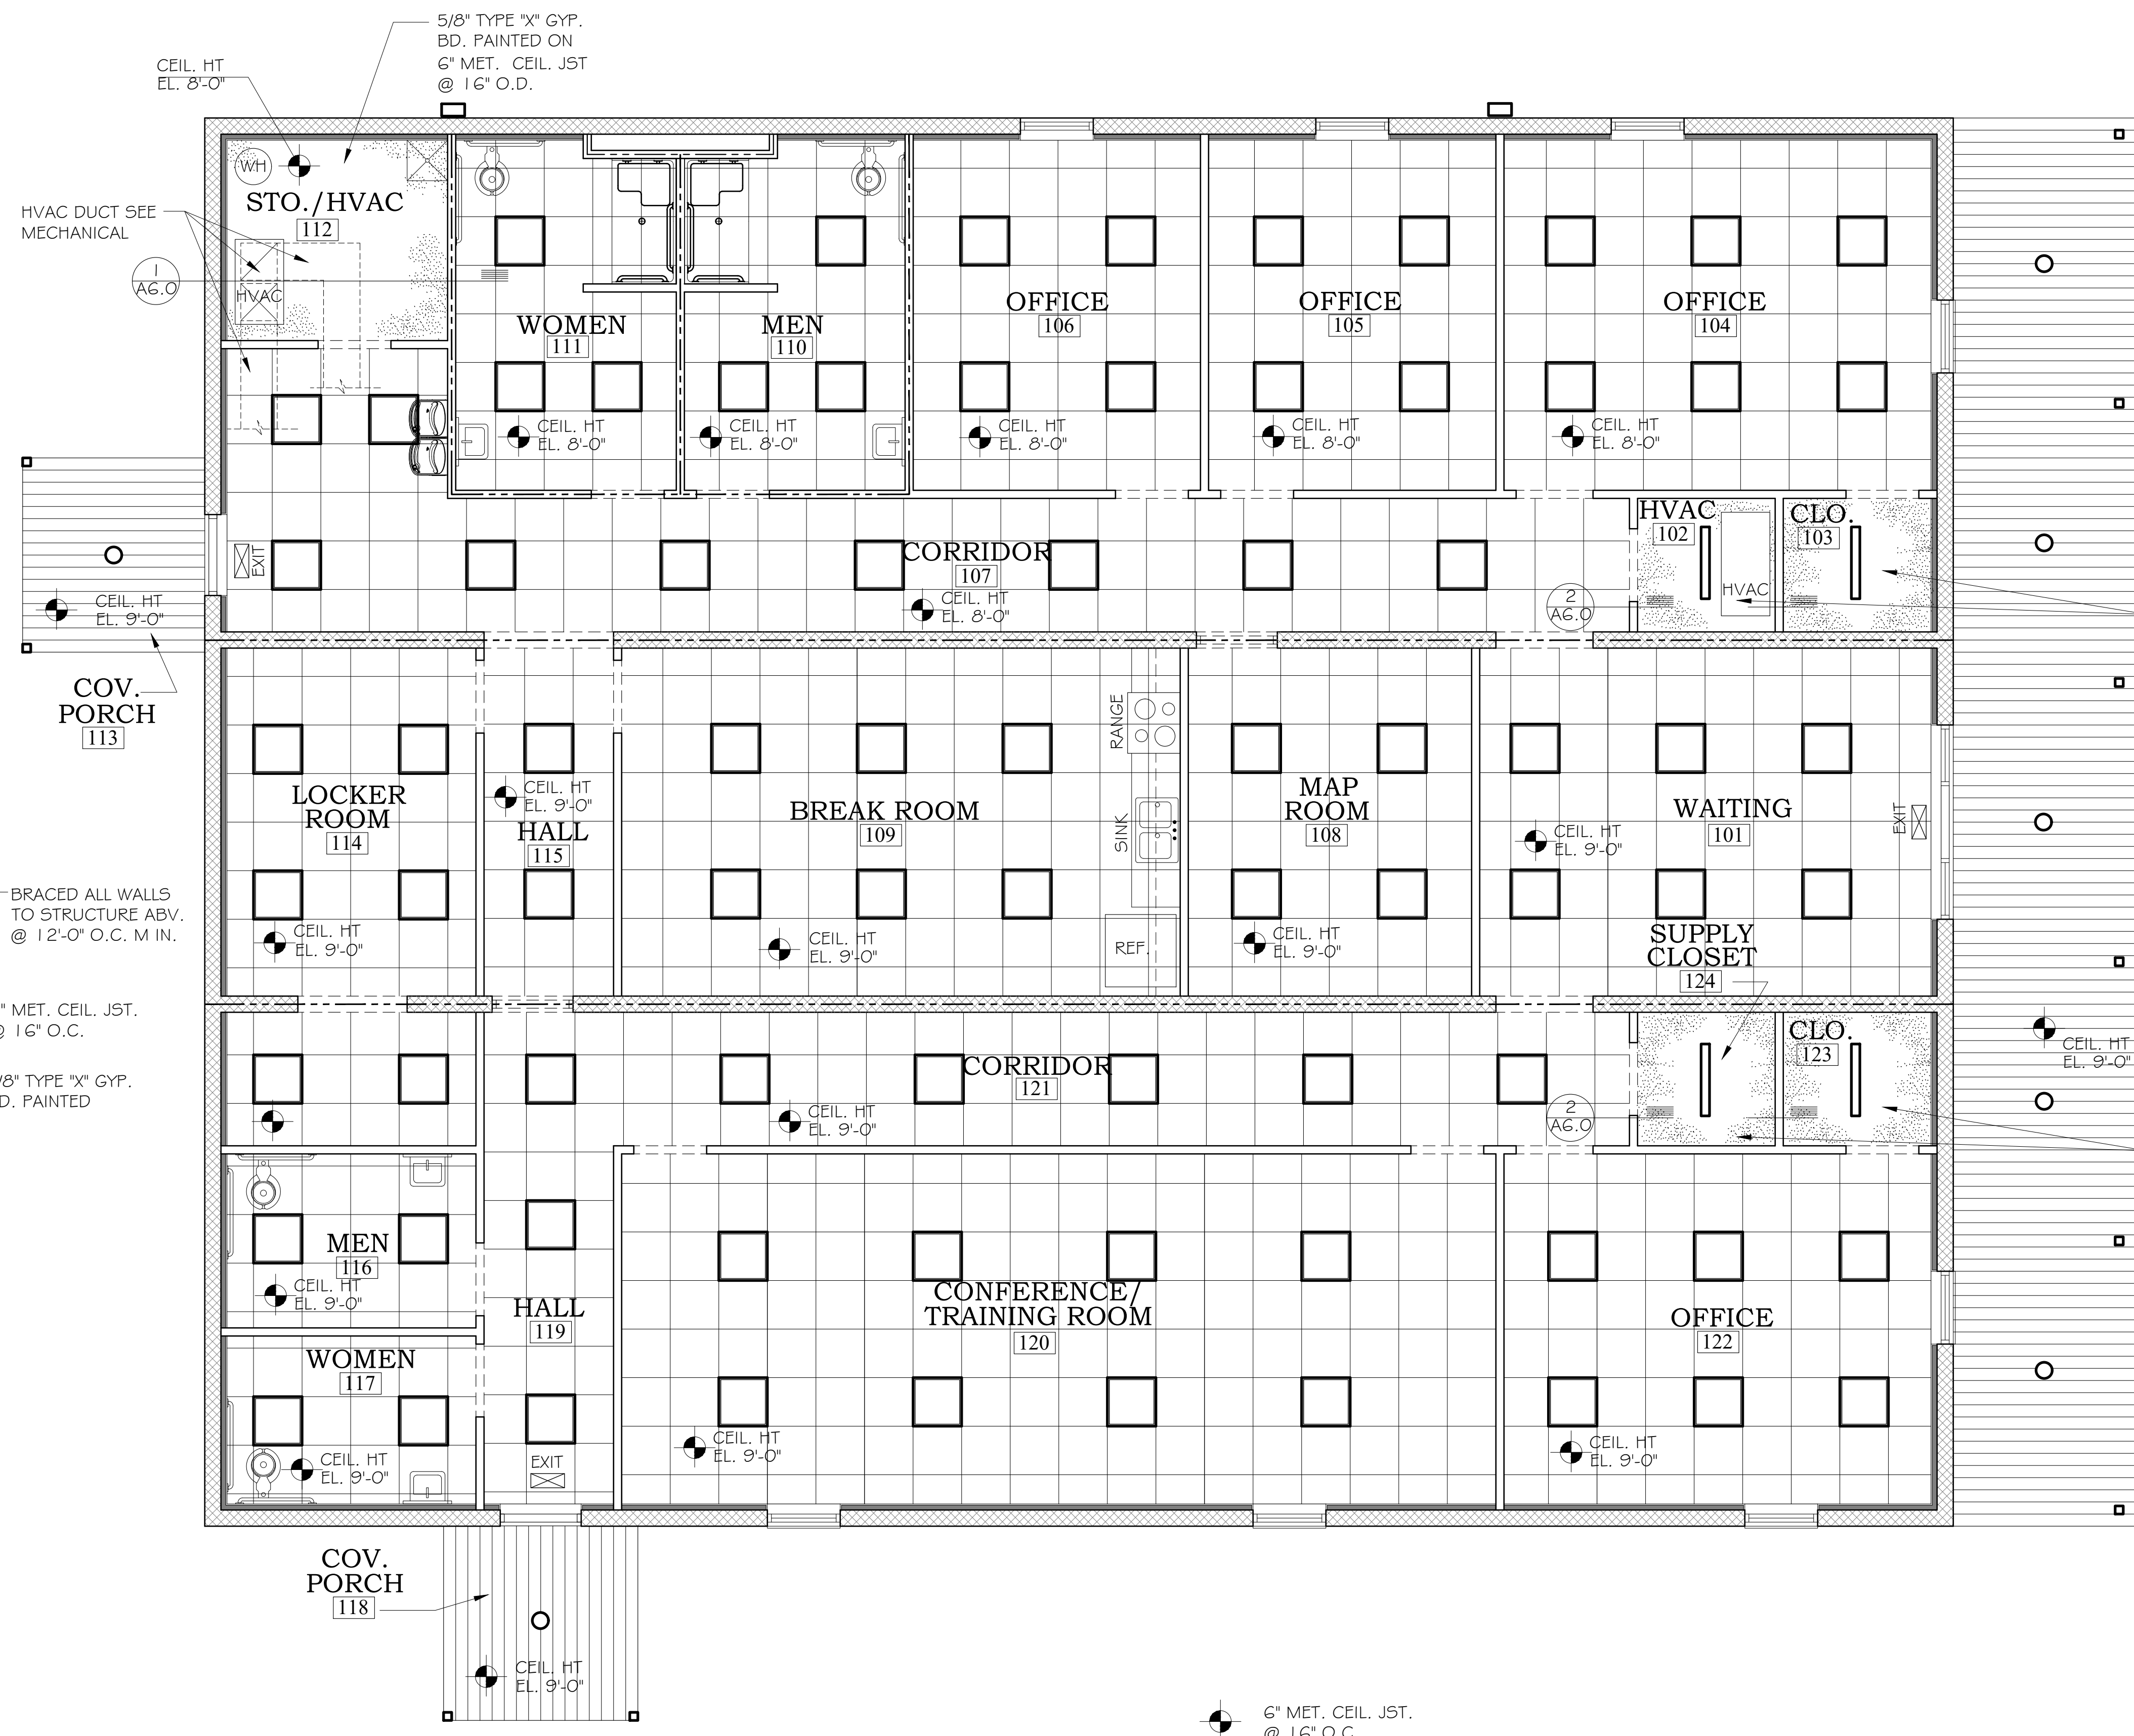 5/8" TYPE "X" GYP.
BD. PAINTED ON
6" MET. CEIL. JST
@ 16" O.D.
CEIL. HT
EL. 8'-0"
WH
STO./HVAC
112
HVAC DUCT SEE
MECHANICAL
1
A6.0
HVAC
WOMEN
111
MEN
110
OFFICE
106
OFFICE
105
OFFICE
104
CEIL. HT
EL. 8'-0"
CEIL. HT
EL. 8'-0"
CEIL. HT
EL. 8'-0"
CEIL. HT
EL. 8'-0"
CEIL. HT
EL. 8'-0"
HVAC
102
CLO.
103
EXIT
CORRIDOR
107
CEIL. HT
EL. 8'-0"
2
A6.0
HVAC
CEIL. HT
EL. 9'-0"
COV.
PORCH
113
RANGE
LOCKER
ROOM
114
CEIL. HT
EL. 9'-0"
HALL
115
BREAK ROOM
109
SINK
MAP
ROOM
108
CEIL. HT
EL. 9'-0"
WAITING
101
EXIT
BRACED ALL WALLS
TO STRUCTURE ABV.
@ 12'-0" O.C. M IN.
CEIL. HT
EL. 9'-0"
CEIL. HT
EL. 9'-0"
REF.
CEIL. HT
EL. 9'-0"
SUPPLY
CLOSET
124
" MET. CEIL. JST.
@ 16" O.C.
/8" TYPE "X" GYP.
D. PAINTED
CORRIDOR
121
CEIL. HT
EL. 9'-0"
2
A6.0
CLO.
123
CEIL. HT
EL. 9'-0"
MEN
116
CEIL. HT
EL. 9'-0"
HALL
119
CONFERENCE/
TRAINING ROOM
120
OFFICE
122
WOMEN
117
CEIL. HT
EL. 9'-0"
EXIT
CEIL. HT
EL. 9'-0"
CEIL. HT
EL. 9'-0"
COV.
PORCH
118
CEIL. HT
EL. 9'-0"
6" MET. CEIL. JST.
@ 16" O.C.